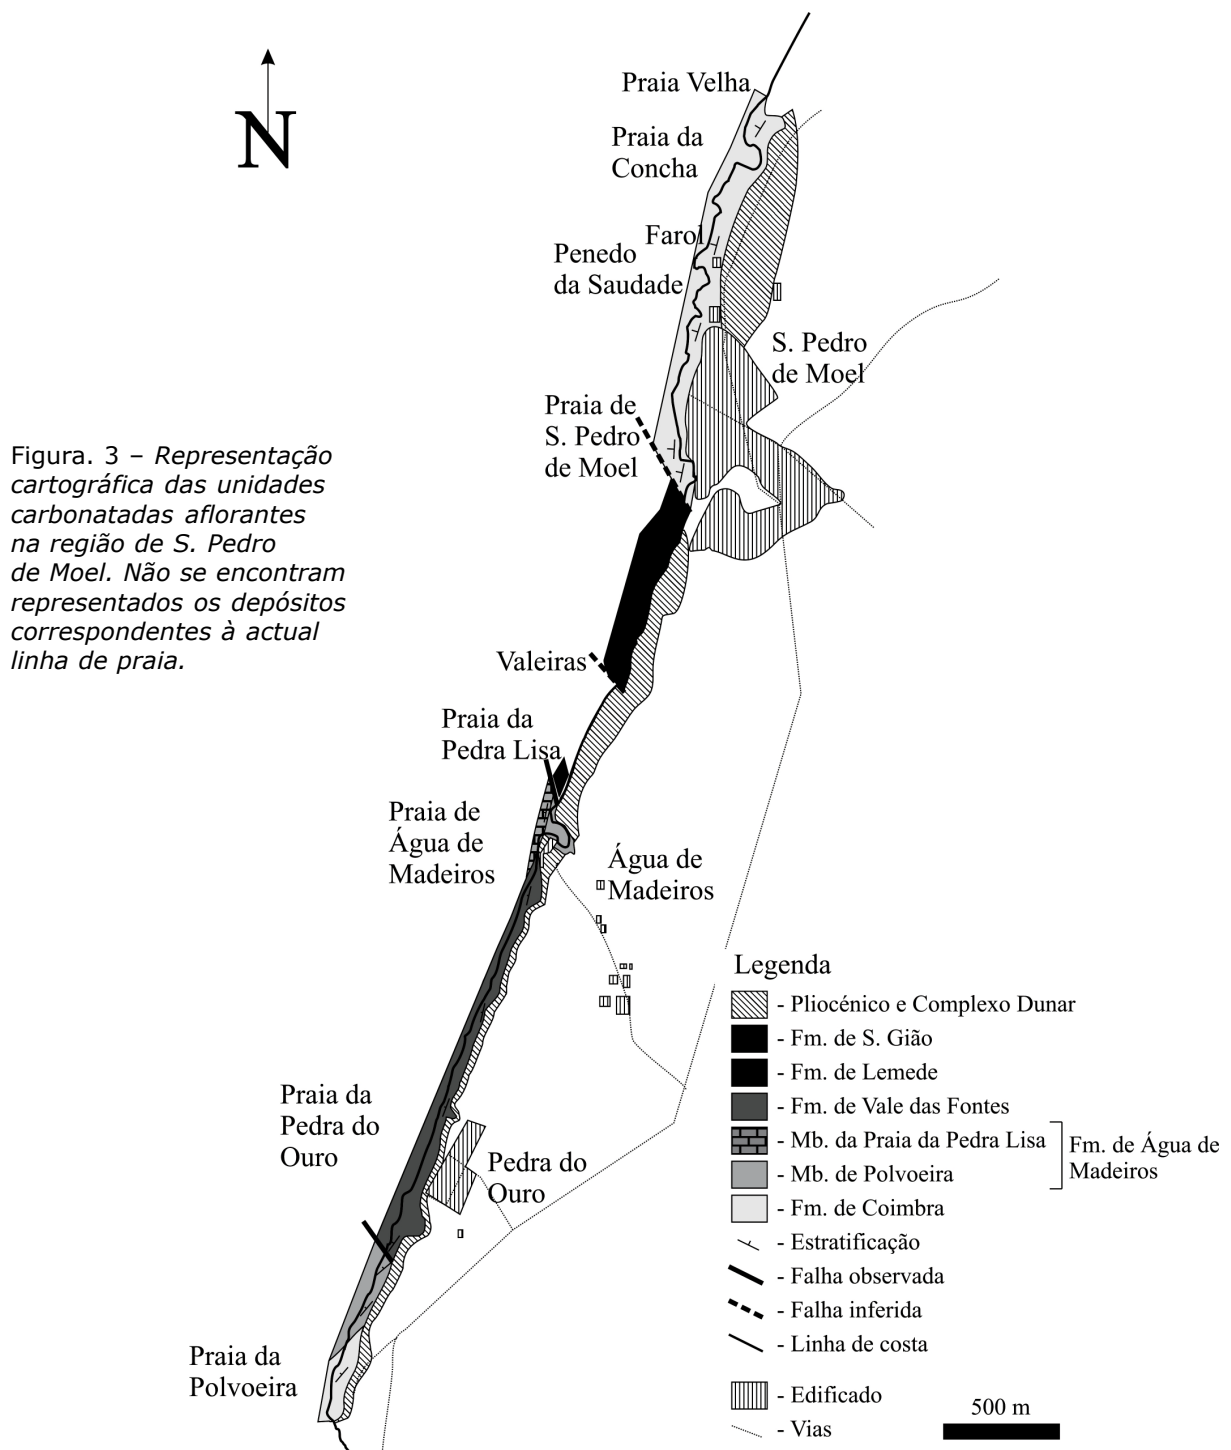 N
Praia Velha
Praia da
Concha
Farol
Penedo
da Saudade
S. Pedro
de Moel
Praia de
S. Pedro
de Moel
Figura. 3 – Representação
cartográfica das unidades
carbonatadas aflorantes
na região de S. Pedro
de Moel. Não se encontram
representados os depósitos
correspondentes à actual
linha de praia.
Valeiras
Praia da
Pedra Lisa
Praia de
Água de
Madeiros
Água de
Madeiros
Praia da
Pedra do
Ouro
Pedra do
Ouro
Praia da
Polvoeira
Legenda
- Pliocénico e Complexo Dunar
- Fm. de S. Gião
- Fm. de Lemede
- Fm. de Vale das Fontes
- Mb. da Praia da Pedra Lisa
- Mb. de Polvoeira
Fm. de Água de
Madeiros
- Fm. de Coimbra
- Estratificação
- Falha observada
- Falha inferida
- Linha de costa
- Edificado
- Vias
500 m